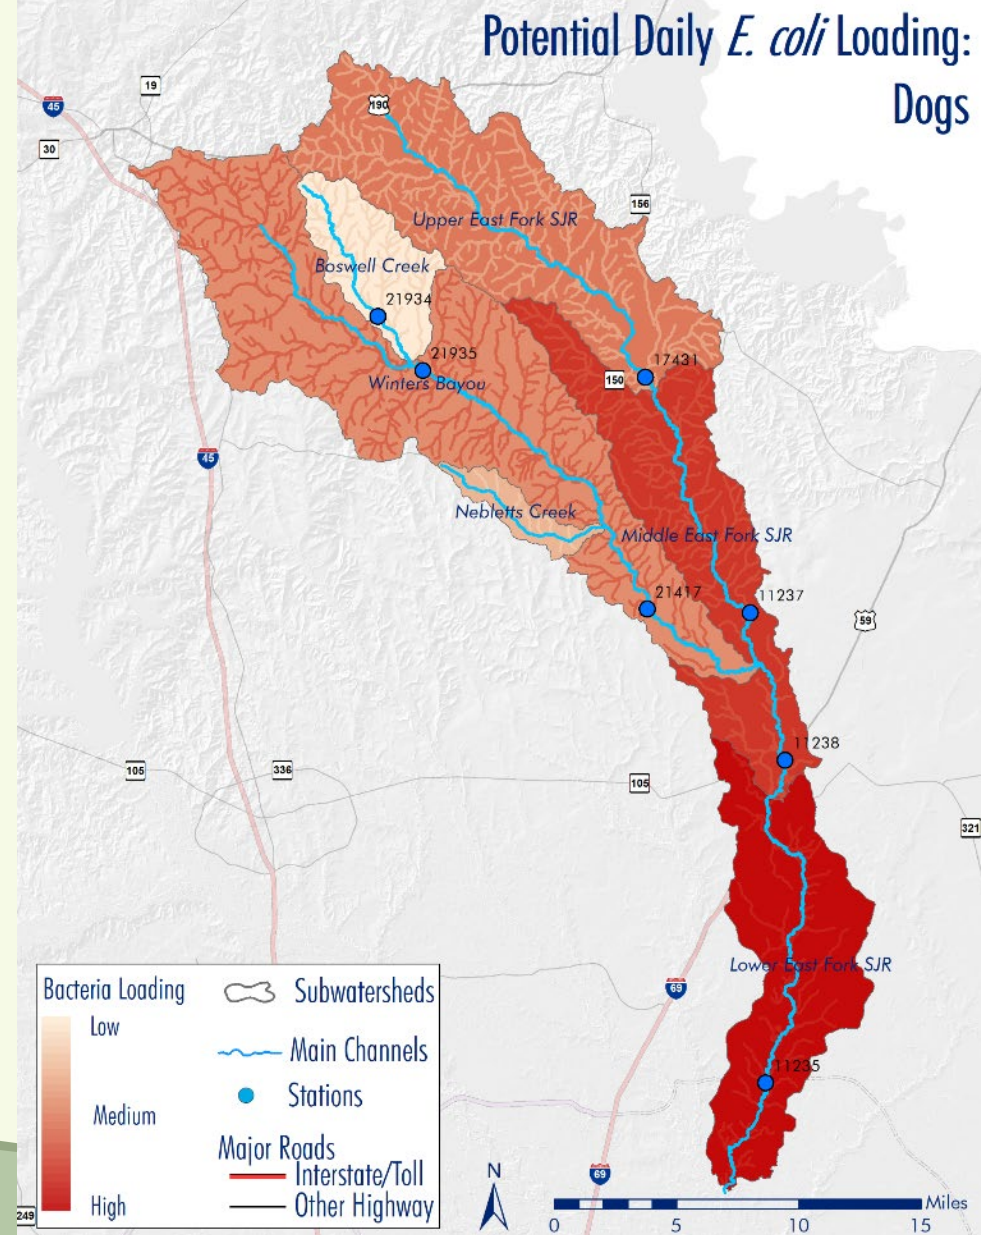 Potential Daily E. coli Loading:
Dogs
19
190
45
30
156
Upper East Fork SJR
Boswell Creek
21934
21935
17431
Winters Bayou
150
45
Nebletts Creek
Middle East Fork SJR
21417
11237
59
11238
105
336
105
321
Lower East Fork SJR
69
11235
69
249
Bacteria Loading
Low
Medium
High
Subwatersheds
Main Channels
Stations
Major Roads
Interstate/Toll
Other Highway
N
Miles
0 5 10 15